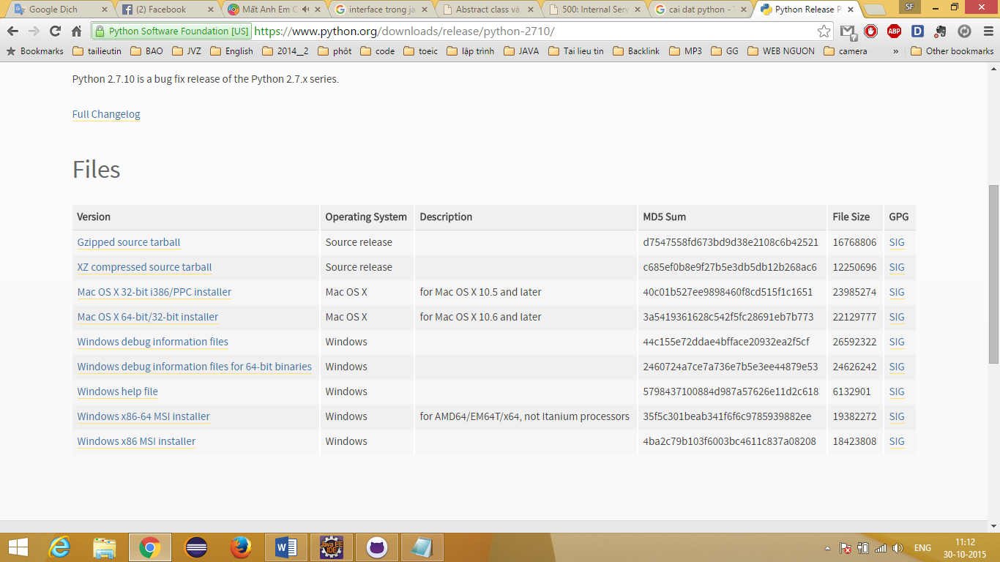 Google Dịch
(2) Facebook
Mất Anh Em C
interface trong ja
Abstract class và
500: Internal Serv
cai dat python - T
Python Release P
SF
Python Software Foundation [US] https://www.python.org/downloads/release/python-2710/
Bookmarks tailieutin BAO JVZ English 2014__2 phôt code toeic lập trình JAVA Tai lieu tin Backlink MP3 GG WEB NGUON camera » Other bookmarks
Python 2.7.10 is a bug fix release of the Python 2.7.x series.
Full Changelog
Files
Version Operating System Description MD5 Sum File Size GPG
Gzipped source tarball Source release d7547558fd673bd9d38e2108c6b42521 16768806 SIG
XZ compressed source tarball Source release c685ef0b8e9f27b5e3db5db12b268ac6 12250696 SIG
Mac OS X 32-bit i386/PPC installer Mac OS X for Mac OS X 10.5 and later 40c01b527ee9898460f8cd515f1c1651 23985274 SIG
Mac OS X 64-bit/32-bit installer Mac OS X for Mac OS X 10.6 and later 3a5419361628c542f5fc28691eb7b773 22129777 SIG
Windows debug information files Windows 44c155e72ddae4bfface20932ea2f5cf 26592322 SIG
Windows debug information files for 64-bit binaries Windows 2460724a7ce7a736e7b5e3ee44879e53 24626242 SIG
Windows help file Windows 5798437100884d987a57626e11d2c618 6132901 SIG
Windows x86-64 MSI installer Windows for AMD64/EM64T/x64, not Itanium processors 35f5c301beab341f6f6c9785939882ee 19382272 SIG
Windows x86 MSI installer Windows 4ba2c79b103f6003bc4611c837a08208 18423808 SIG
Java EE
IDE
ENG
11:12
30-10-2015